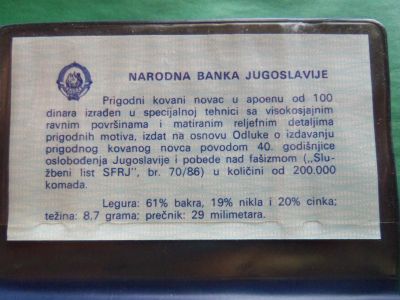 NARODNA BANKA JUGOSLAVIJE
Prigodni kovani novac u apoenu od 100
dinara izrađen u specijalnoj tehnici sa visokosjajnim
ravnim površinama i matiranim reljefnim detaljima
prigodnih motiva, izdat na osnovu Odluke o izdavanju
prigodnog kovanog novca povodom 40. godišnjice
oslobođenja Jugoslavije i pobede nad fašizmom („Slu-
žbeni list SFRJ", br. 70/86) u količini od 200.000
komada.
Legura: 61% bakra, 19% nikla i 20% cinka;
težina: 8.7 grama; prečnik: 29 milimetara.